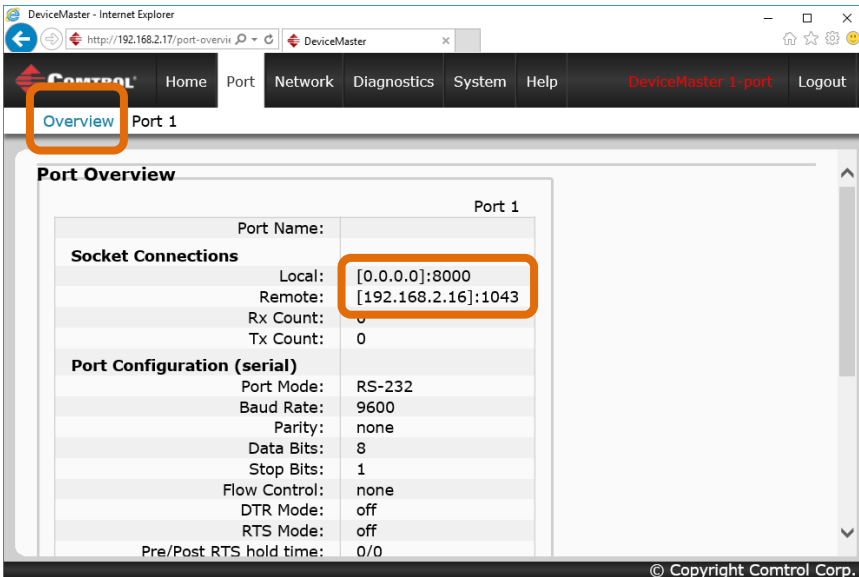 DeviceMaster - Internet Explorer
http://192.168.2.17/port-overvie
DeviceMaster
COMTROL Home Port Network Diagnostics System Help DeviceMaster 1-port Logout
Overview Port 1
Port Overview
Port 1
Port Name:
Socket Connections
Local: [0.0.0.0]:8000
Remote: [192.168.2.16]:1043
Rx Count: 0
Tx Count: 0
Port Configuration (serial)
Port Mode: RS-232
Baud Rate: 9600
Parity: none
Data Bits: 8
Stop Bits: 1
Flow Control: none
DTR Mode: off
RTS Mode: off
Pre/Post RTS hold time: 0/0
© Copyright Comtrol Corp.